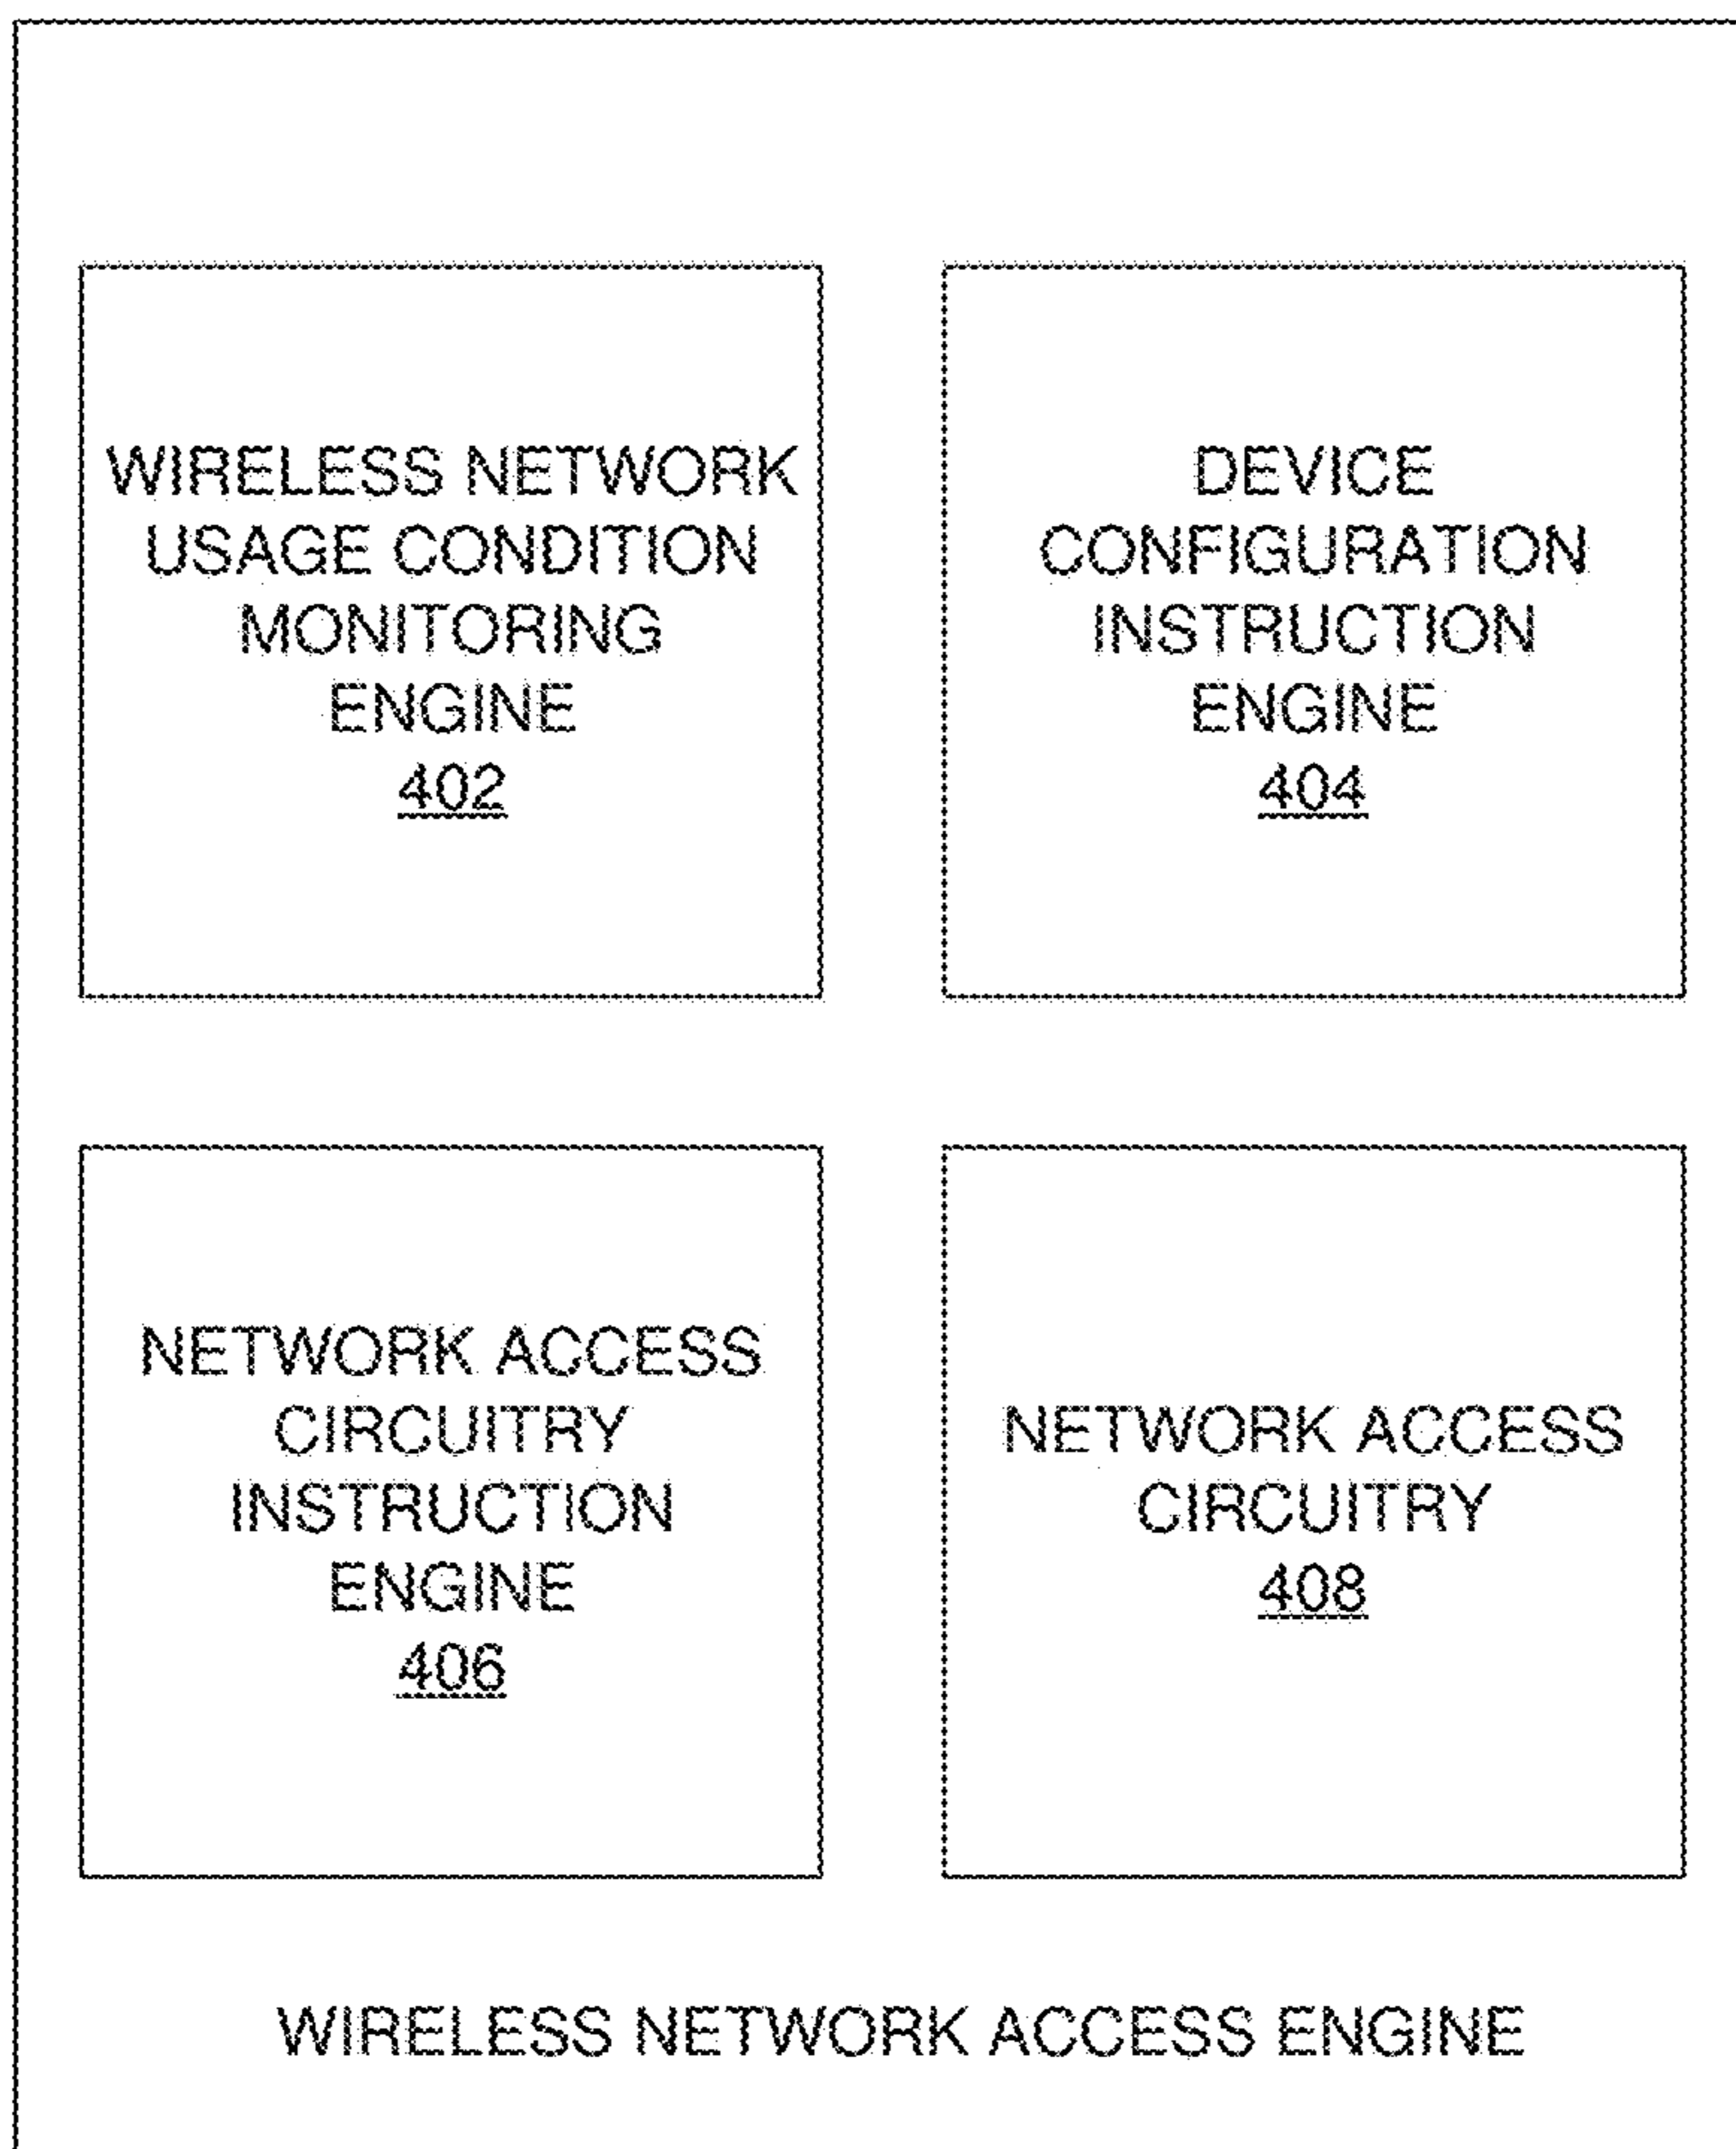 WIRELESS NETWORK
USAGE CONDITION
MONITORING
ENGINE
402
DEVICE
CONFIGURATION
INSTRUCTION
ENGINE
404
NETWORK ACCESS
CIRCUITRY
INSTRUCTION
ENGINE
406
NETWORK ACCESS
CIRCUITRY
408
WIRELESS NETWORK ACCESS ENGINE